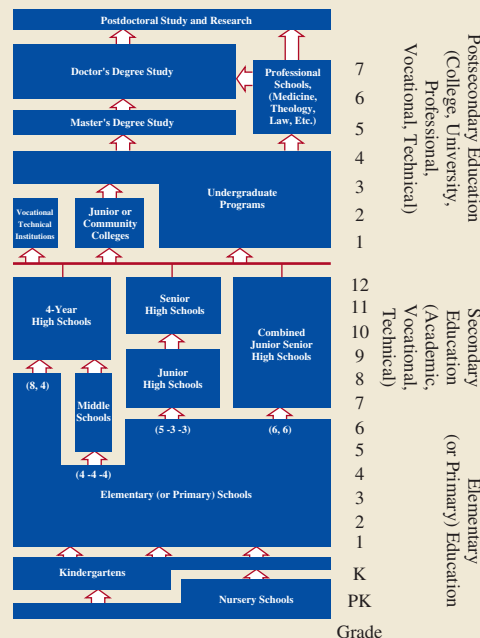 Postdoctoral Study and Research
Doctor's Degree Study
Professional
Schools,
(Medicine,
Theology,
Law, Etc.)
Master's Degree Study
Undergraduate
Programs
Vocational
Technical
Institutions
Junior or
Community
Colleges
4-Year
High Schools
Senior
High Schools
Combined
Junior Senior
High Schools
Junior
High Schools
(8, 4)
Middle
Schools
(5 -3 -3)
(6, 6)
(4 -4 -4)
Elementary (or Primary) Schools
Kindergartens
Nursery Schools
7
6
5
4
3
2
1
12
11
10
9
8
7
6
5
4
3
2
1
K
PK
Grade
Postsecondary Education
(College, University,
Professional,
Vocational, Technical)
Secondary
Education
(Academic,
Vocational,
Technical)
Elementary
(or Primary) Education